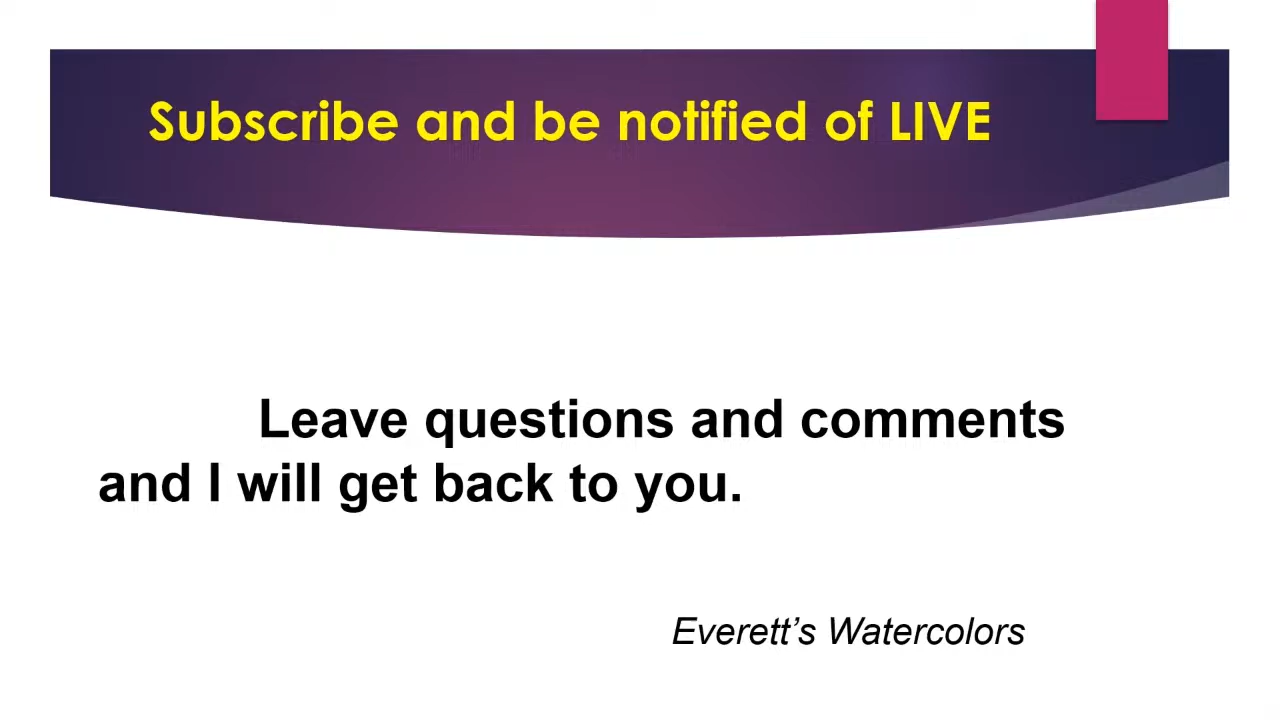 Subscribe and be notified of LIVE
Leave questions and comments
and I will get back to you.
Everett’s Watercolors